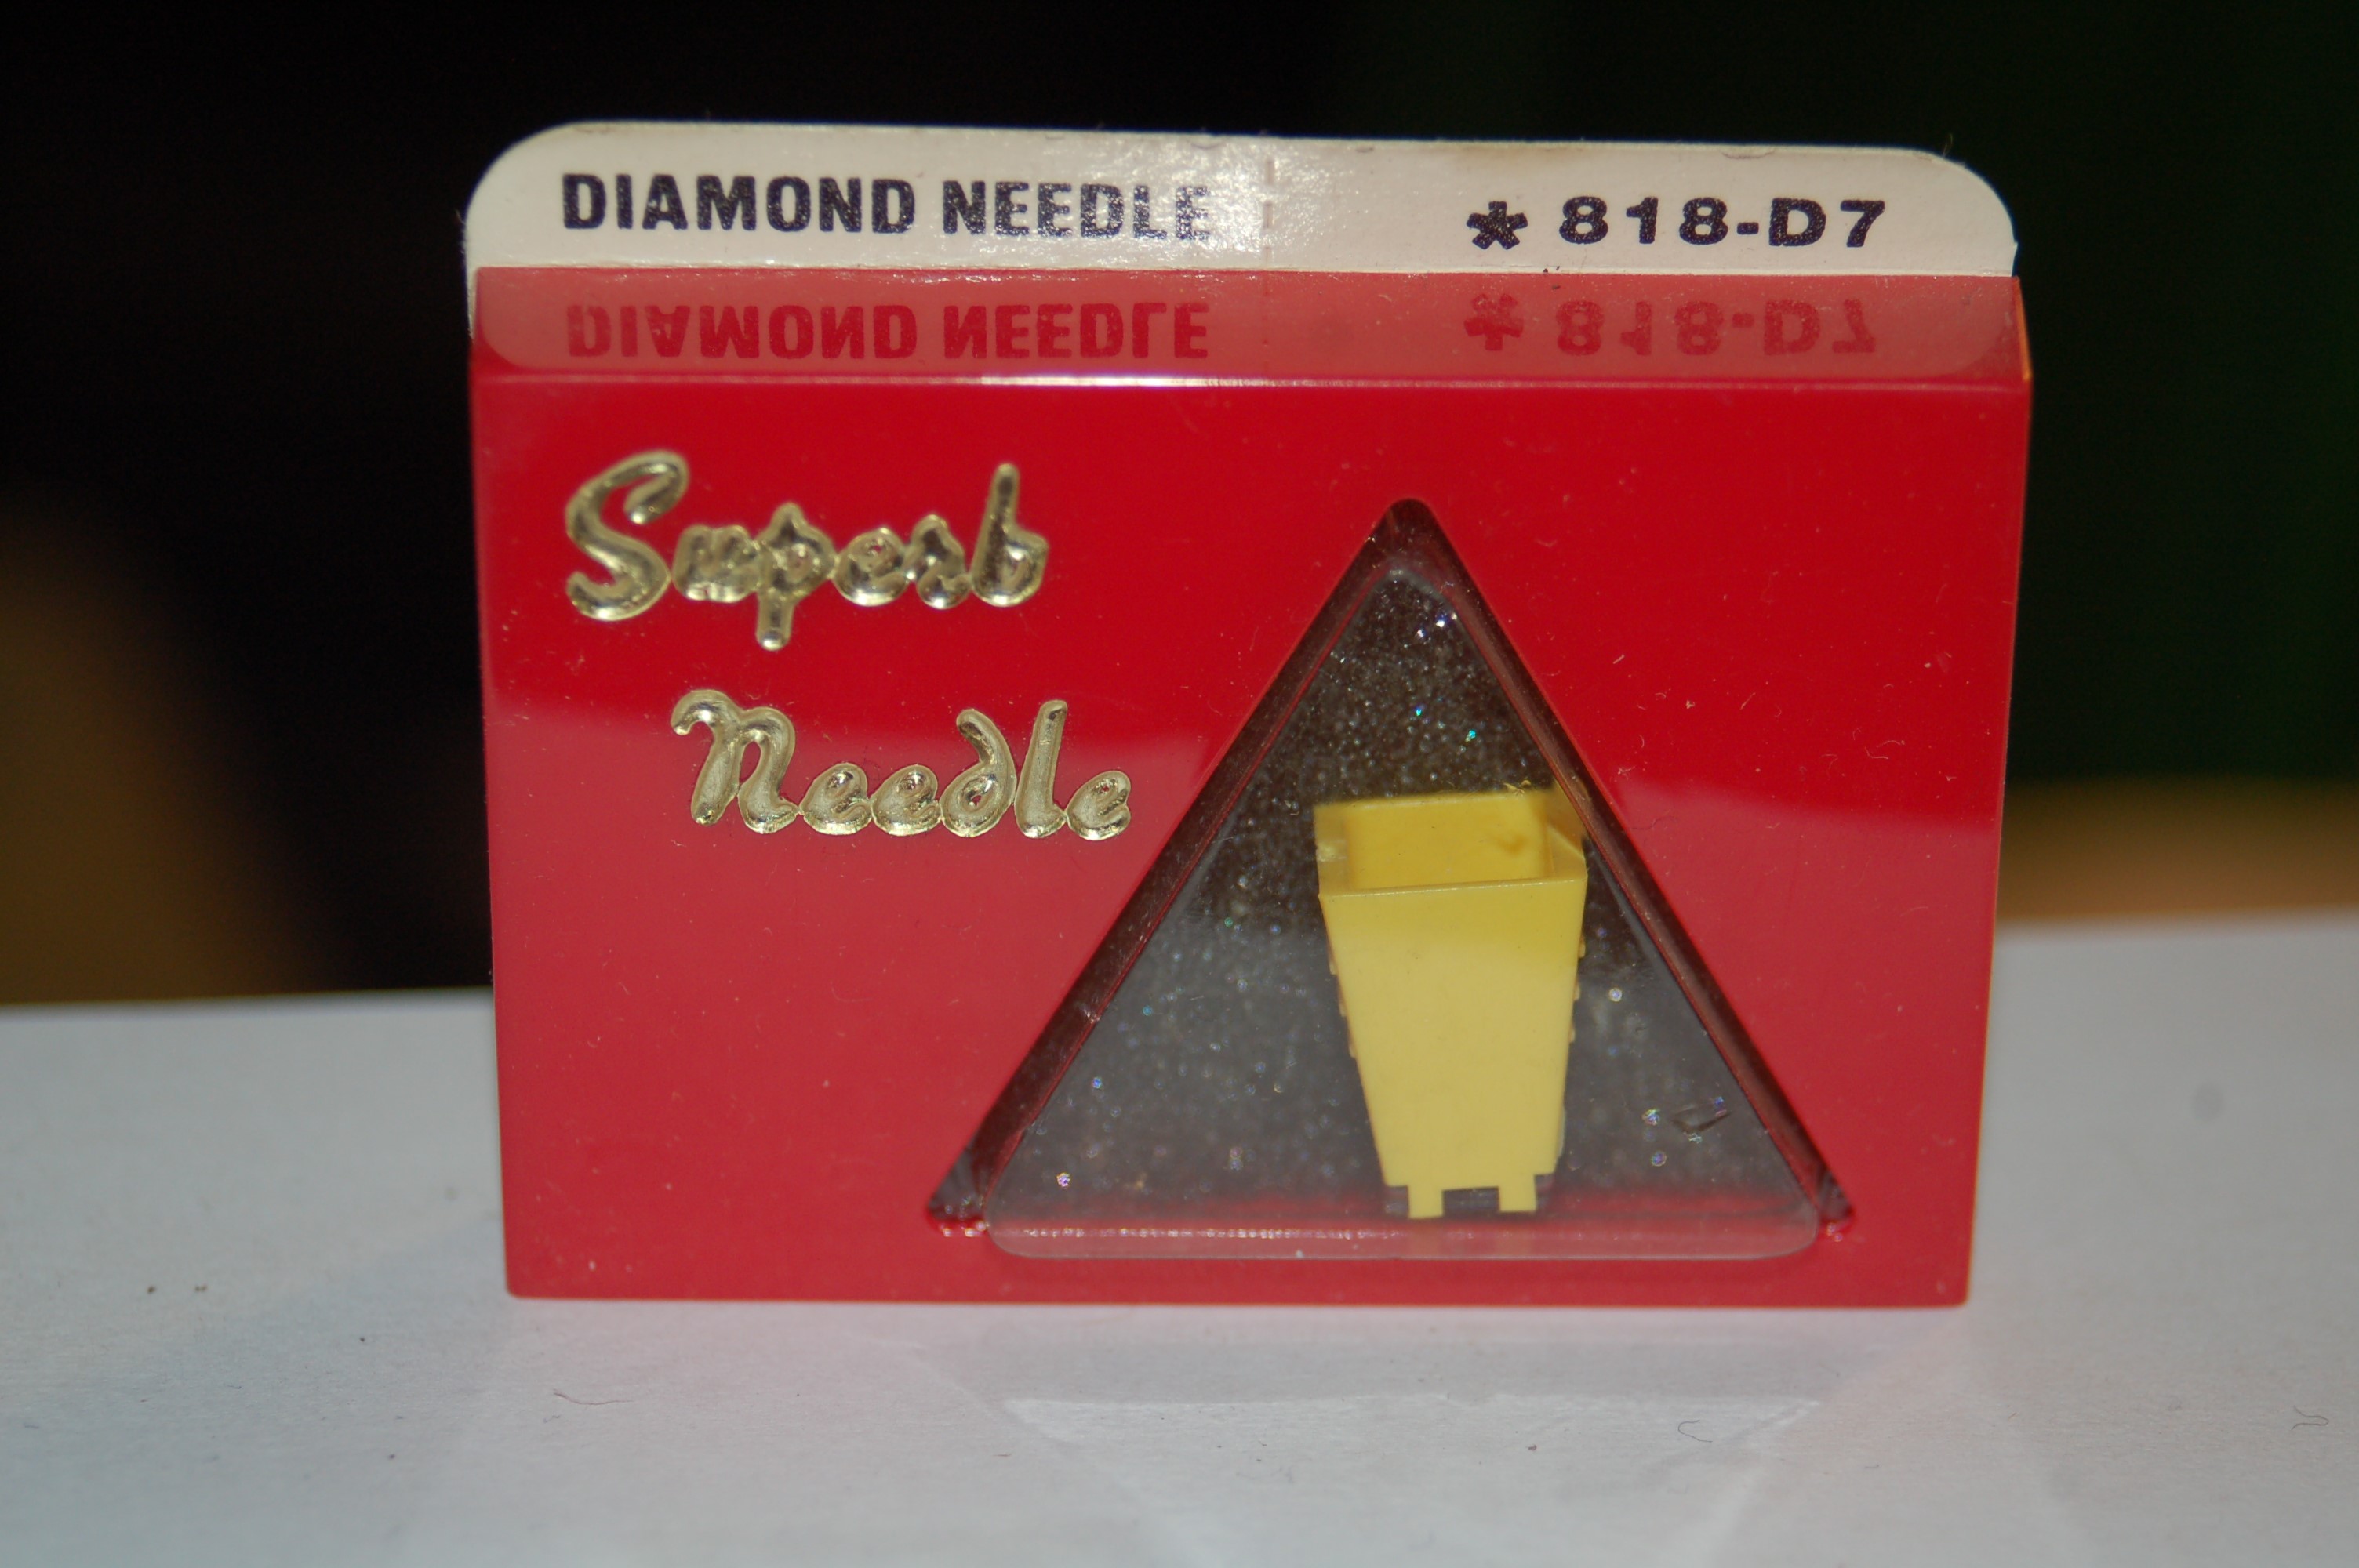 DIAMOND NEEDLE * 818-D7
Superb
Needle